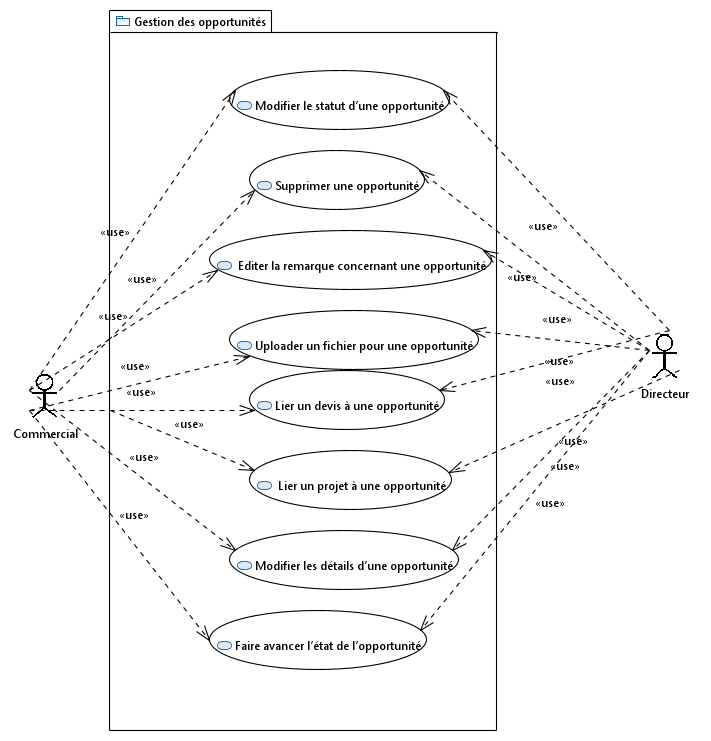 Gestion des opportunités
Modifier le statut d'une opportunité
Supprimer une opportunité
«use»
«use»
Editer la remarque concernant une opportunité
«use»
«use»
«use»
«use»
Uploader un fichier pour une opportunité
«use»
«use»
«use»
«use»
Lier un devis à une opportunité
Directeur
«use»
Commercial
«use»
«use»
«use»
Lier un projet à une opportunité
«use»
«use»
Modifier les détails d'une opportunité
Faire avancer l'état de l'opportunité